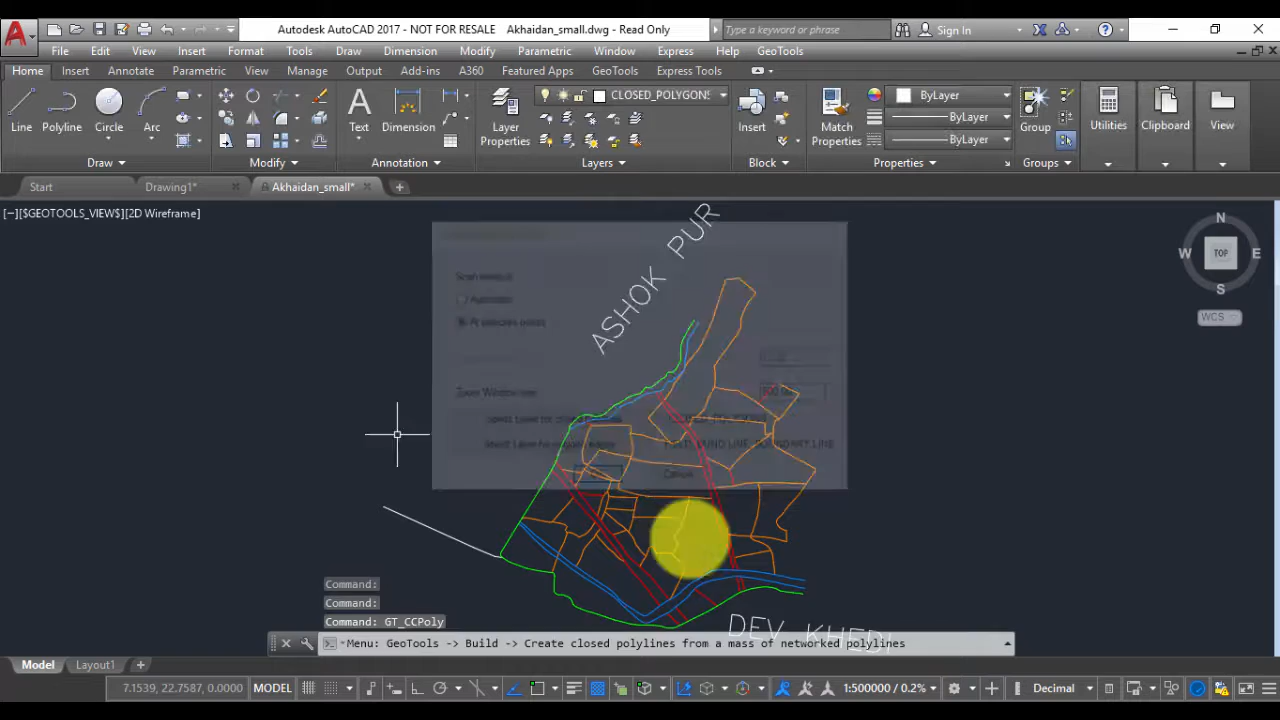 Autodesk AutoCAD 2017 - NOT FOR RESALE Akhaidan_small.dwg - Read Only
Type a keyword or phrase
Sign In
File Edit View Insert Format Tools Draw Dimension Modify Parametric Window Express Help GeoTools
Home Insert Annotate Parametric View Manage Output Add-ins A360 Featured Apps GeoTools Express Tools
CLOSED_POLYGONS
ByLayer
ByLayer
ByLayer
Line Polyline Circle Arc
Text Dimension
Layer Properties
Insert
Match Properties
Group
Utilities Clipboard View
Draw Modify Annotation Layers Block Properties Groups
Start Drawing1* Akhaidan_small*
[−][$GEOTOOLS_VIEW$][2D Wireframe]
N
W TOP E
S
WCS
ASHOK PUR
Automatic
Cancel
Command:
Command:
Command: GT_CCPoly
DEV KHEDI
Menu: GeoTools -> Build -> Create closed polylines from a mass of networked polylines
Model Layout1
7.1539, 22.7587, 0.0000 MODEL 1:500000 / 0.2% Decimal